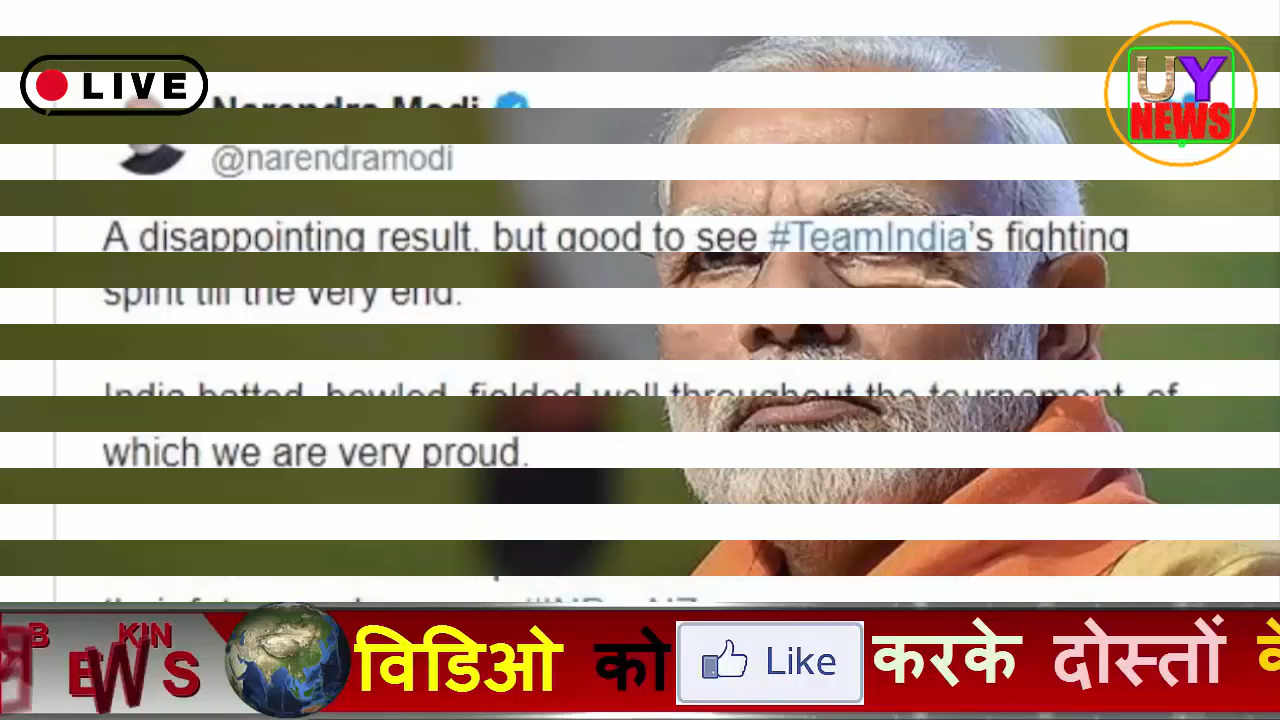 LIVE
UY
NEWS
Narendra Modi
@narendramodi
A disappointing result, but good to see #TeamIndia's fighting
spirit till the very end.
India batted, bowled, fielded well throughout the tournament, of
which we are very proud.
विडिओ को Like करके दोस्तों के